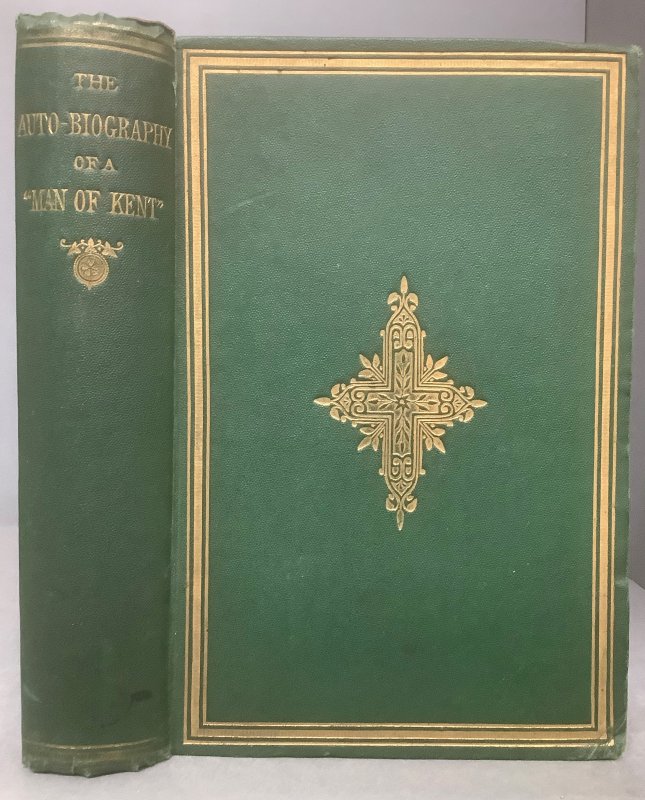 THE
AUTO-BIOGRAPHY
OF A
"MAN OF KENT"